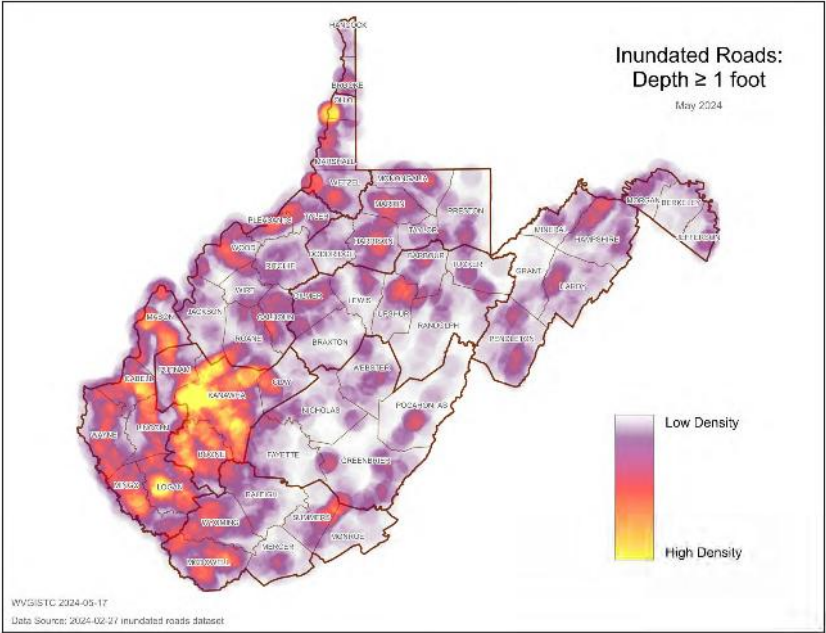 HANCOCK
Inundated Roads:
Depth ≥ 1 foot
May 2024
BROOKE
OHIO
MARSHALL
WETZEL
MONONGALIA
MORGAN
BERKELEY
JEFFERSON
MARION
PRESTON
PLEASANTS
TYLER
TAYLOR
MINERAL
HAMPSHIRE
HARRISON
WOOD
DODDRIDGE
BARBOUR
TUCKER
GRANT
RITCHIE
HARDY
WIRT
GILMER
LEWIS
JACKSON
UPSHUR
MASON
CALHOUN
RANDOLPH
ROANE
BRAXTON
PENDLETON
PUTNAM
WEBSTER
CABELL
CLAY
KANAWHA
POCAHONTAS
NICHOLAS
Low Density
LINCOLN
WAYNE
BOONE
FAYETTE
GREENBRIER
MINGO
LOGAN
RALEIGH
SUMMERS
WYOMING
MONROE
MERCER
High Density
MCDOWELL
WVGISTC 2024-05-17
Data Source: 2024-02-27 inundated roads dataset